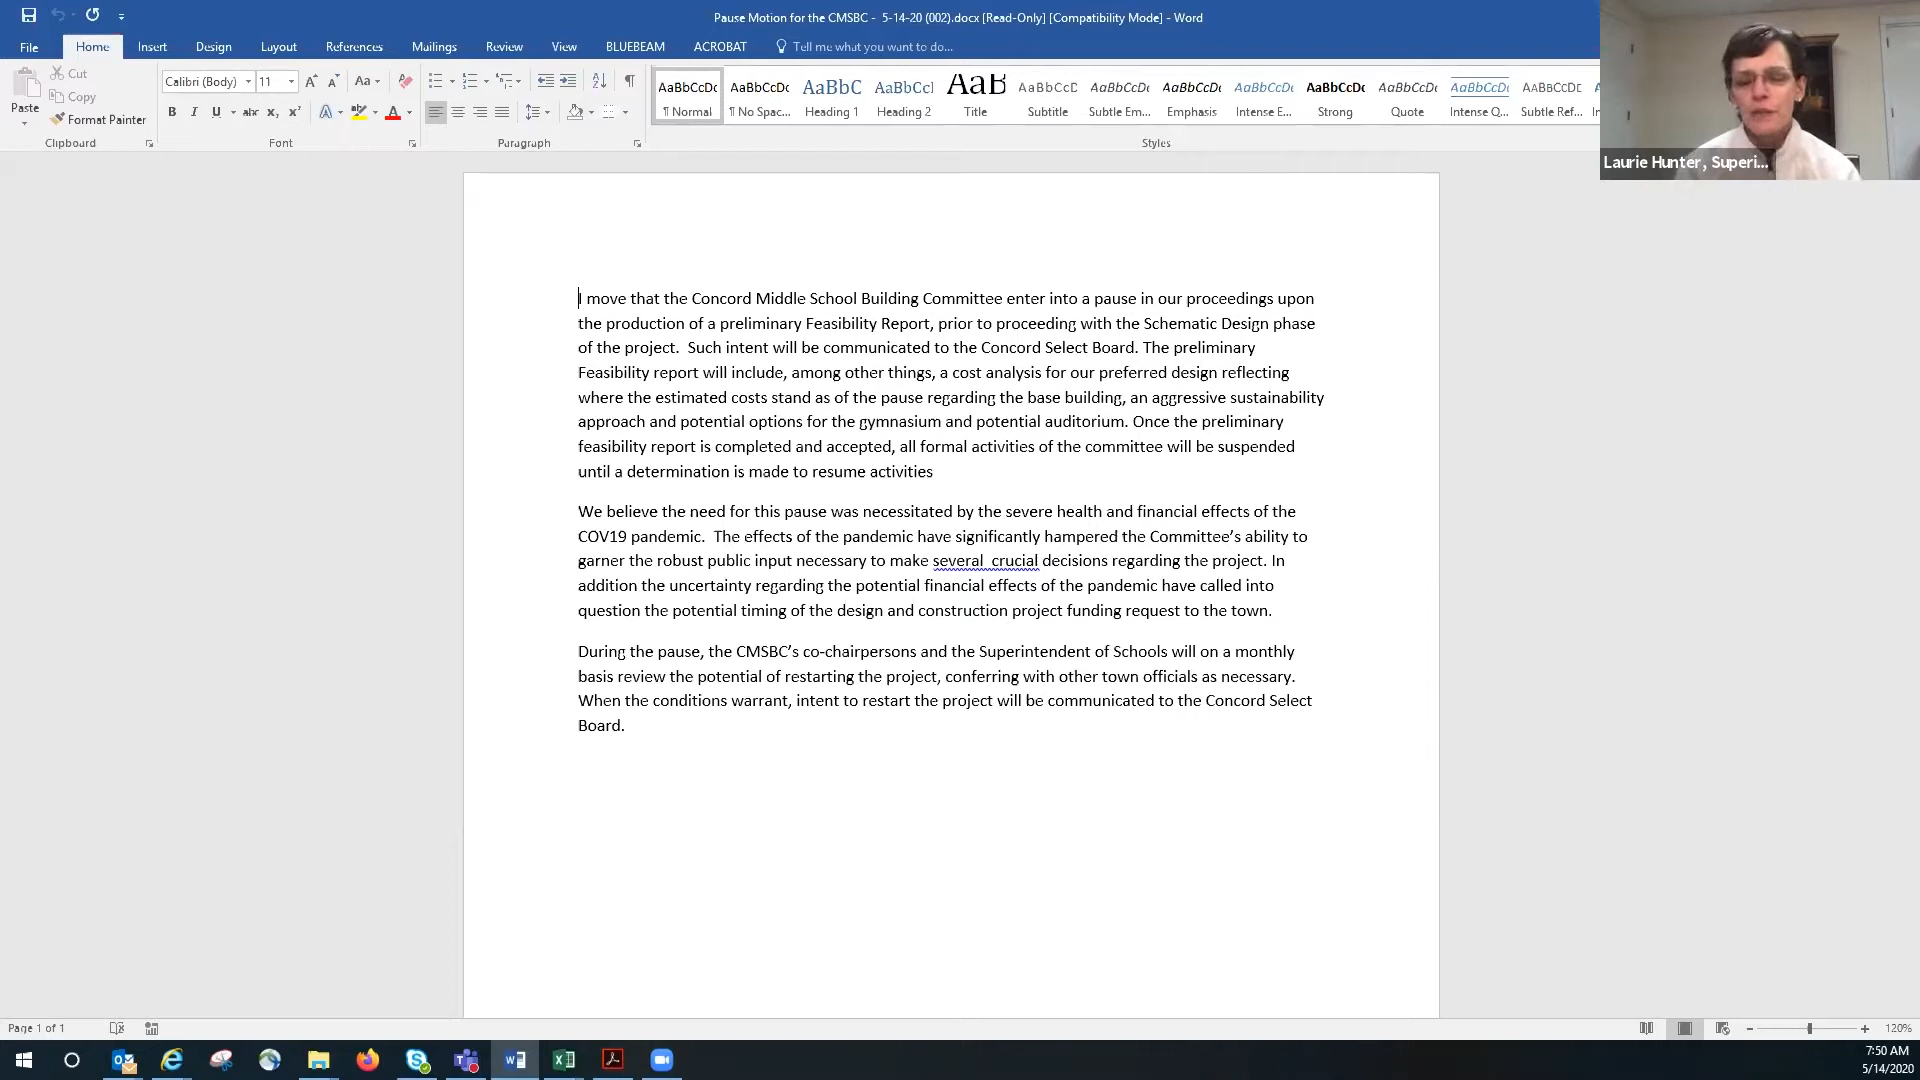 Pause Motion for the CMSBC - 5-14-20 (002).docx [Read-Only] [Compatibility Mode] - Word
File Home Insert Design Layout References Mailings Review View BLUEBEAM ACROBAT Tell me what you want to do...
Paste
Cut
Copy
Format Painter
Clipboard
Calibri (Body) 11
Font
Paragraph
AaBbCcDc AaBbCcDc AaBbC AaBbCcI AaB AaBbCcD AaBbCcDc AaBbCcDc AaBbCcDc AaBbCcDc AaBbCcDc AaBbCcDc AABBCCDE
¶ Normal ¶ No Spac... Heading 1 Heading 2 Title Subtitle Subtle Em... Emphasis Intense E... Strong Quote Intense Q... Subtle Ref...
Styles
Laurie Hunter, Superi...
I move that the Concord Middle School Building Committee enter into a pause in our proceedings upon
the production of a preliminary Feasibility Report, prior to proceeding with the Schematic Design phase
of the project.  Such intent will be communicated to the Concord Select Board. The preliminary
Feasibility report will include, among other things, a cost analysis for our preferred design reflecting
where the estimated costs stand as of the pause regarding the base building, an aggressive sustainability
approach and potential options for the gymnasium and potential auditorium. Once the preliminary
feasibility report is completed and accepted, all formal activities of the committee will be suspended
until a determination is made to resume activities
We believe the need for this pause was necessitated by the severe health and financial effects of the
COV19 pandemic.  The effects of the pandemic have significantly hampered the Committee’s ability to
garner the robust public input necessary to make several  crucial decisions regarding the project. In
addition the uncertainty regarding the potential financial effects of the pandemic have called into
question the potential timing of the design and construction project funding request to the town.
During the pause, the CMSBC’s co-chairpersons and the Superintendent of Schools will on a monthly
basis review the potential of restarting the project, conferring with other town officials as necessary.
When the conditions warrant, intent to restart the project will be communicated to the Concord Select
Board.
Page 1 of 1
120%
7:50 AM
5/14/2020